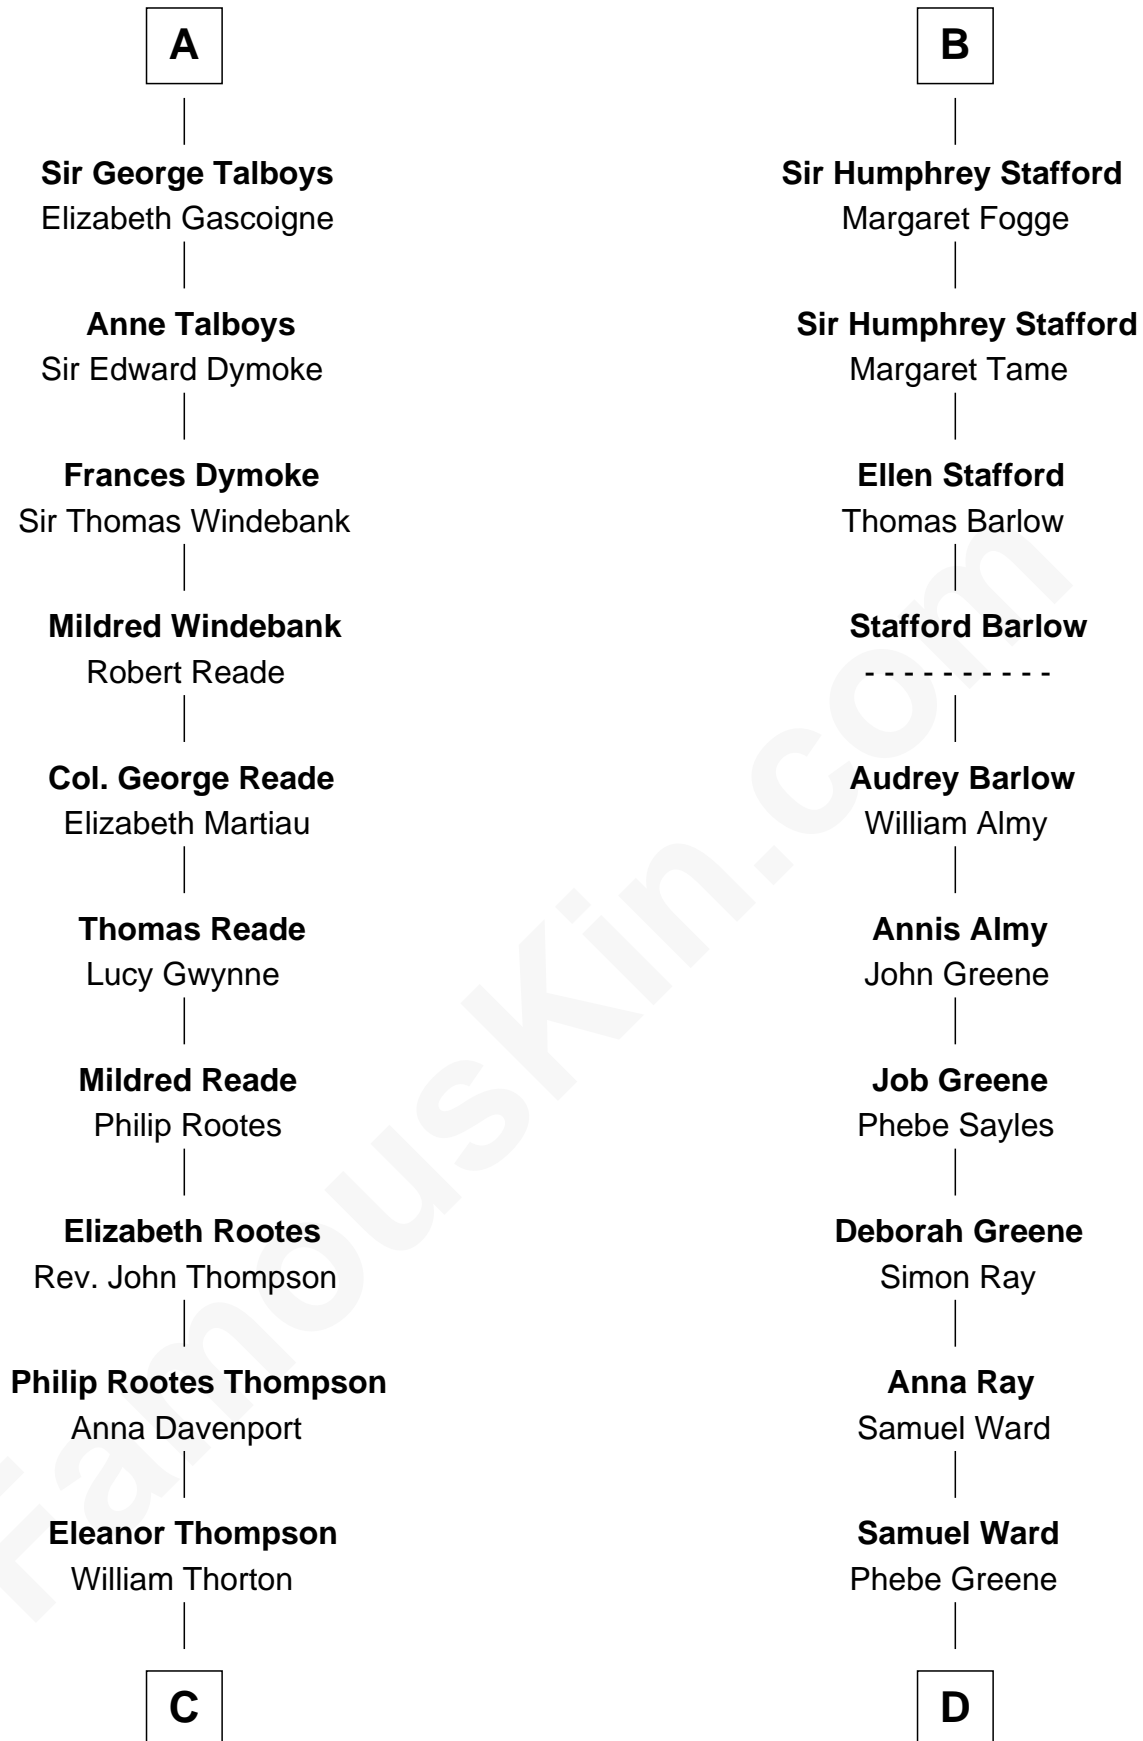 A
Sir George Talboys
Elizabeth Gascoigne
Anne Talboys
Sir Edward Dymoke
Frances Dymoke
Sir Thomas Windebank
Mildred Windebank
Robert Reade
Col. George Reade
Elizabeth Martiau
Thomas Reade
Lucy Gwynne
Mildred Reade
Philip Rootes
Elizabeth Rootes
Rev. John Thompson
Philip Rootes Thompson
Anna Davenport
Eleanor Thompson
William Thorton
C
B
Sir Humphrey Stafford
Margaret Fogge
Sir Humphrey Stafford
Margaret Tame
Ellen Stafford
Thomas Barlow
Stafford Barlow
- - - - - - - - - -
Audrey Barlow
William Almy
Annis Almy
John Greene
Job Greene
Phebe Sayles
Deborah Greene
Simon Ray
Anna Ray
Samuel Ward
Samuel Ward
Phebe Greene
D
FamousKin.com